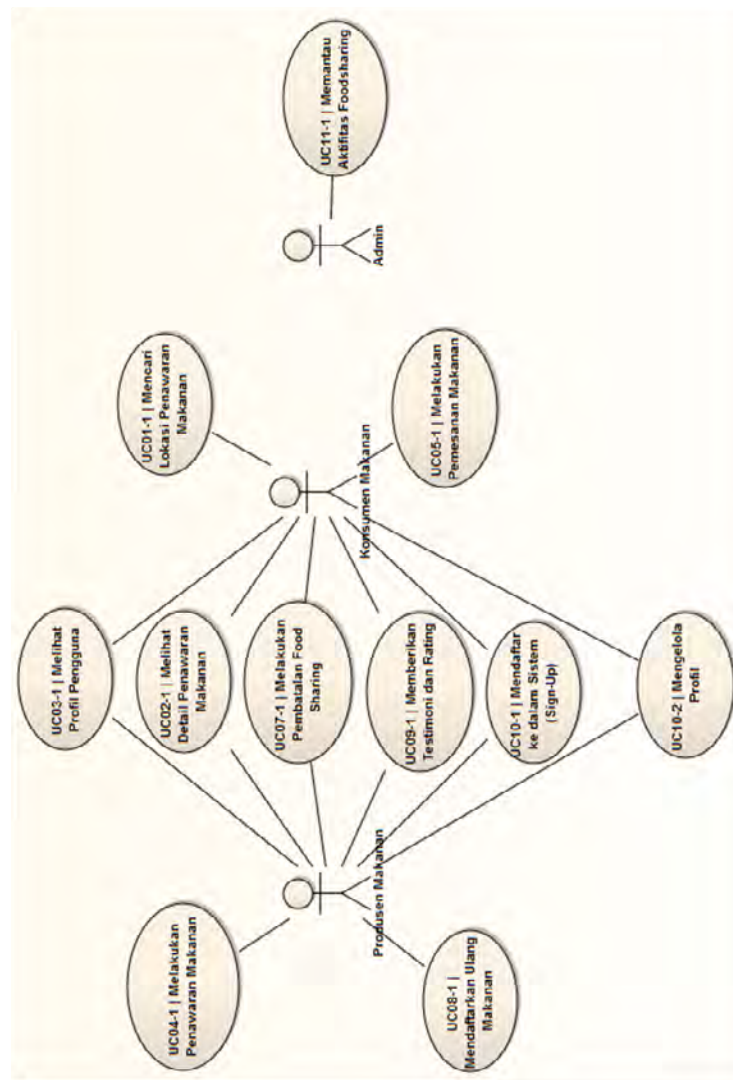 UC04-1 | Melakukan
Penawaran Makanan
UC03-1 | Melihat
Profil Pengguna
UC01-1 | Mencari
Lokasi Penawaran
Makanan
UC02-1 | Melihat
Detail Penawaran
Makanan
UC07-1 | Melakukan
Pembatalan Food
Sharing
UC11-1 | Memantau
Aktifitas Foodsharing
Produsen Makanan
Konsumen Makanan
Admin
UC09-1 | Memberikan
Testimoni dan Rating
UC05-1 | Melakukan
Pemesanan Makanan
UC08-1 |
Mendaftarkan Ulang
Makanan
UC10-1 | Mendaftar
ke dalam Sistem
(Sign-Up)
UC10-2 | Mengelola
Profil